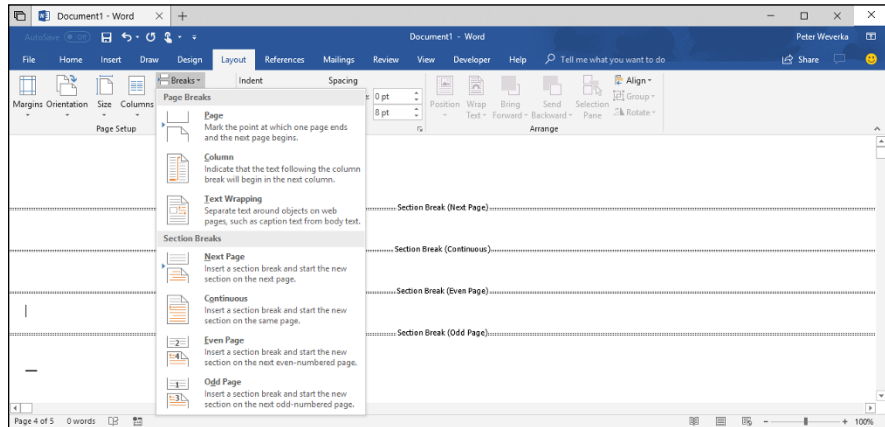 Document1 - Word
AutoSave Off
Document1 - Word
Peter Weverka
File Home Insert Draw Design Layout References Mailings Review View Developer Help Tell me what you want to do Share
Margins Orientation Size Columns
Page Setup
Breaks
Indent
Spacing
0 pt
8 pt
Position
Wrap Text
Bring Forward
Send Backward
Selection Pane
Align
Group
Rotate
Arrange
Page Breaks
Page
Mark the point at which one page ends
and the next page begins.
Column
Indicate that the text following the column
break will begin in the next column.
Text Wrapping
Separate text around objects on web
pages, such as caption text from body text.
Section Breaks
Next Page
Insert a section break and start the new
section on the next page.
Continuous
Insert a section break and start the new
section on the same page.
Even Page
Insert a section break and start the new
section on the next even-numbered page.
Odd Page
Insert a section break and start the new
section on the next odd-numbered page.
2
4
1
3
Section Break (Next Page)
Section Break (Continuous)
Section Break (Even Page)
Section Break (Odd Page)
Page 4 of 5 0 words
100%